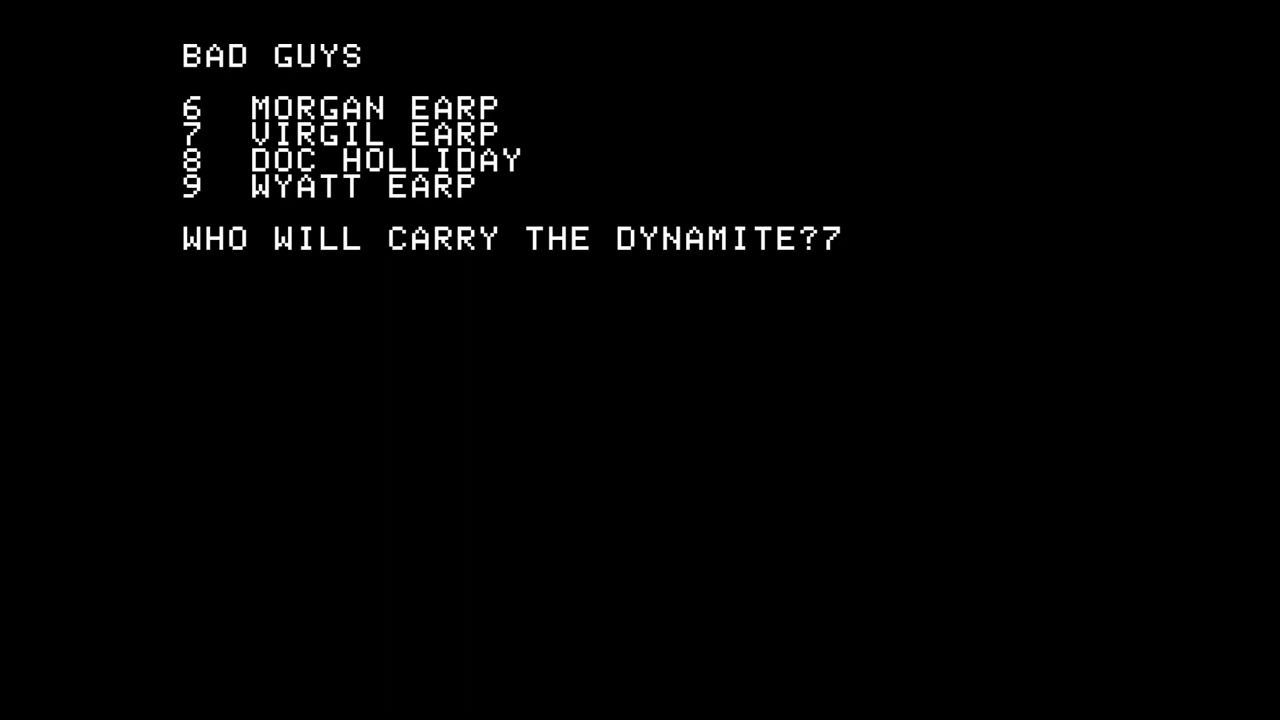 BAD GUYS
6 MORGAN EARP
7 VIRGIL EARP
8 DOC HOLLIDAY
9 WYATT EARP
WHO WILL CARRY THE DYNAMITE?7